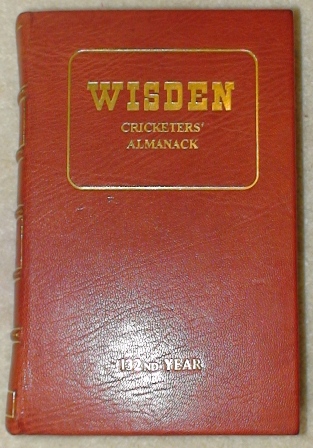 WISDEN
CRICKETERS'
ALMANACK
132ND YEAR